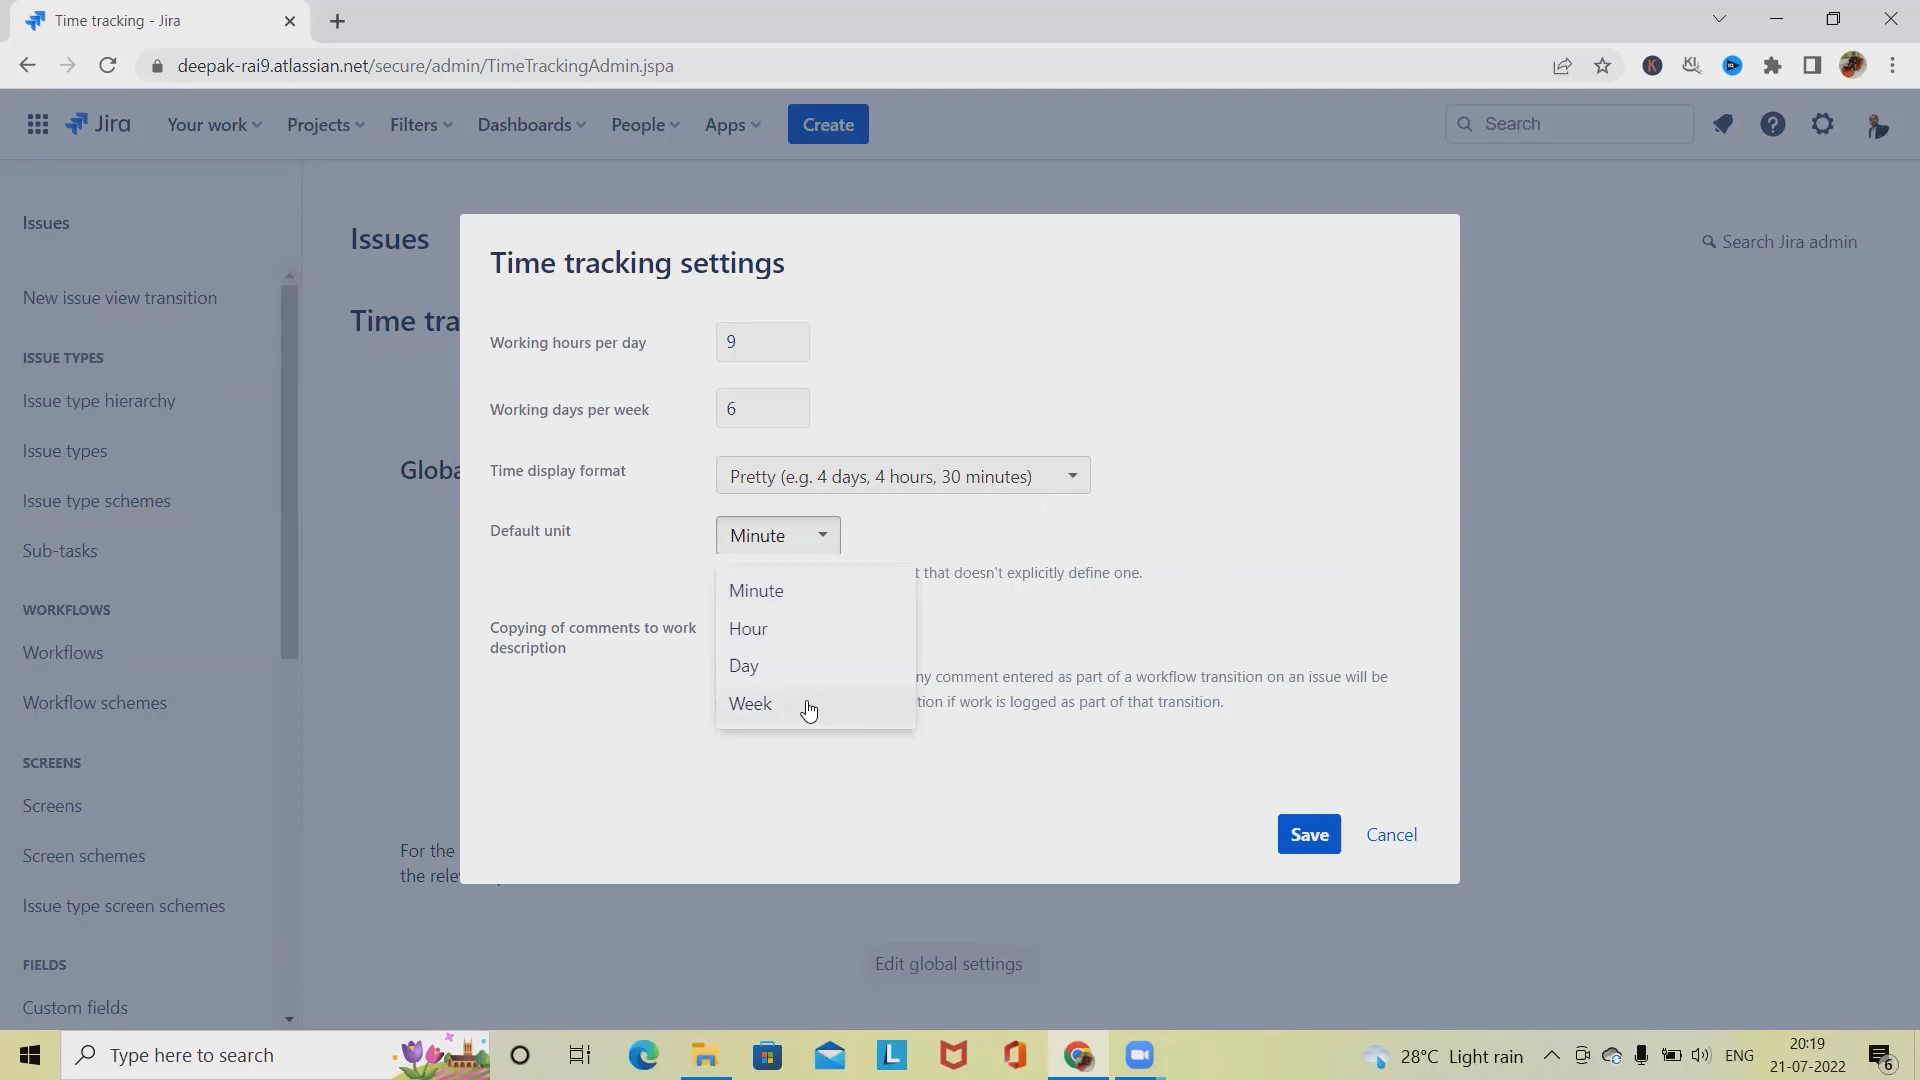 Time tracking - Jira
deepak-rai9.atlassian.net/secure/admin/TimeTrackingAdmin.jspa
Jira
Your work
Projects
Filters
Dashboards
People
Apps
Create
Search
Issues
New issue view transition
ISSUE TYPES
Issue type hierarchy
Issue types
Issue type schemes
Sub-tasks
WORKFLOWS
Workflows
Workflow schemes
SCREENS
Screens
Screen schemes
Issue type screen schemes
FIELDS
Custom fields
Issues
Search Jira admin
Time tra
Globa
For the
the rele
Edit global settings
Time tracking settings
Working hours per day
9
Working days per week
6
Time display format
Pretty (e.g. 4 days, 4 hours, 30 minutes)
Default unit
Minute
Minute
Hour
Day
Week
t that doesn't explicitly define one.
Copying of comments to work
description
ny comment entered as part of a workflow transition on an issue will be
tion if work is logged as part of that transition.
Save
Cancel
Type here to search
28°C Light rain
ENG
20:19
21-07-2022
6